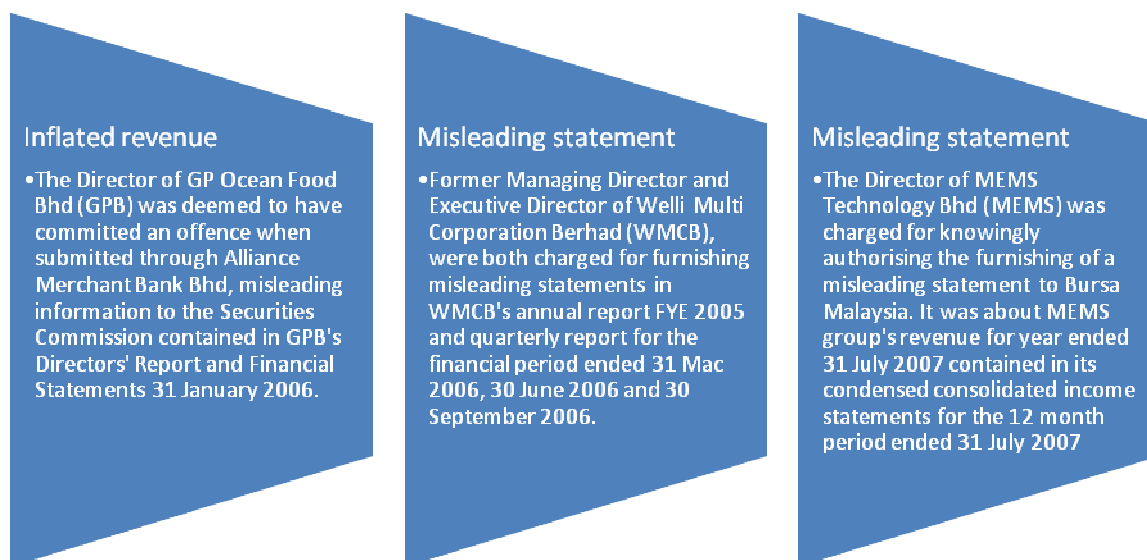 Inflated revenue
•The Director of GP Ocean Food
Bhd (GPB) was deemed to have
committed an offence when
submitted through Alliance
Merchant Bank Bhd, misleading
information to the Securities
Commission contained in GPB's
Directors' Report and Financial
Statements 31 January 2006.
Misleading statement
•Former Managing Director and
Executive Director of Welli Multi
Corporation Berhad (WMCB),
were both charged for furnishing
misleading statements in
WMCB's annual report FYE 2005
and quarterly report for the
financial period ended 31 Mac
2006, 30 June 2006 and 30
September 2006.
Misleading statement
•The Director of MEMS
Technology Bhd (MEMS) was
charged for knowingly
authorising the furnishing of a
misleading statement to Bursa
Malaysia. It was about MEMS
group's revenue for year ended
31 July 2007 contained in its
condensed consolidated income
statements for the 12 month
period ended 31 July 2007